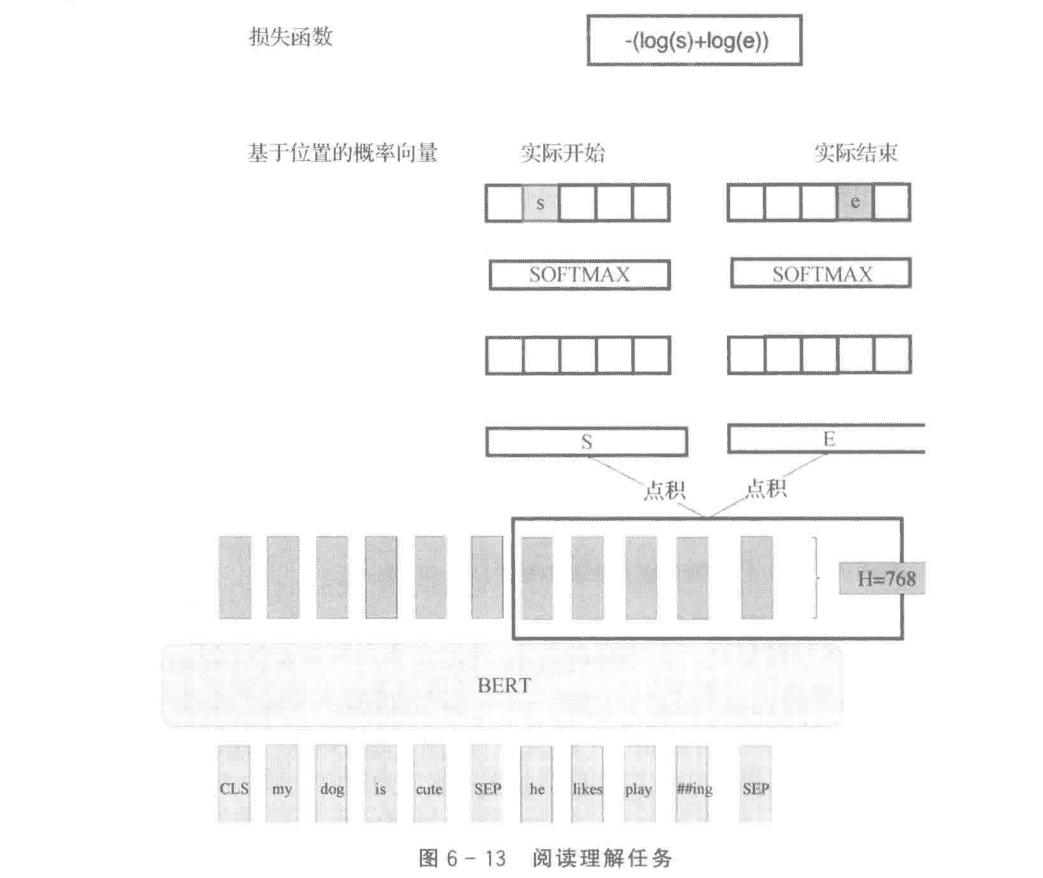 损失函数
-(log(s)+log(e))
基于位置的概率向量 实际开始 实际结束
s e
SOFTMAX SOFTMAX
S E
点积 点积
H=768
BERT
CLS my dog is cute SEP he likes play ##ing SEP
图 6-13 阅读理解任务